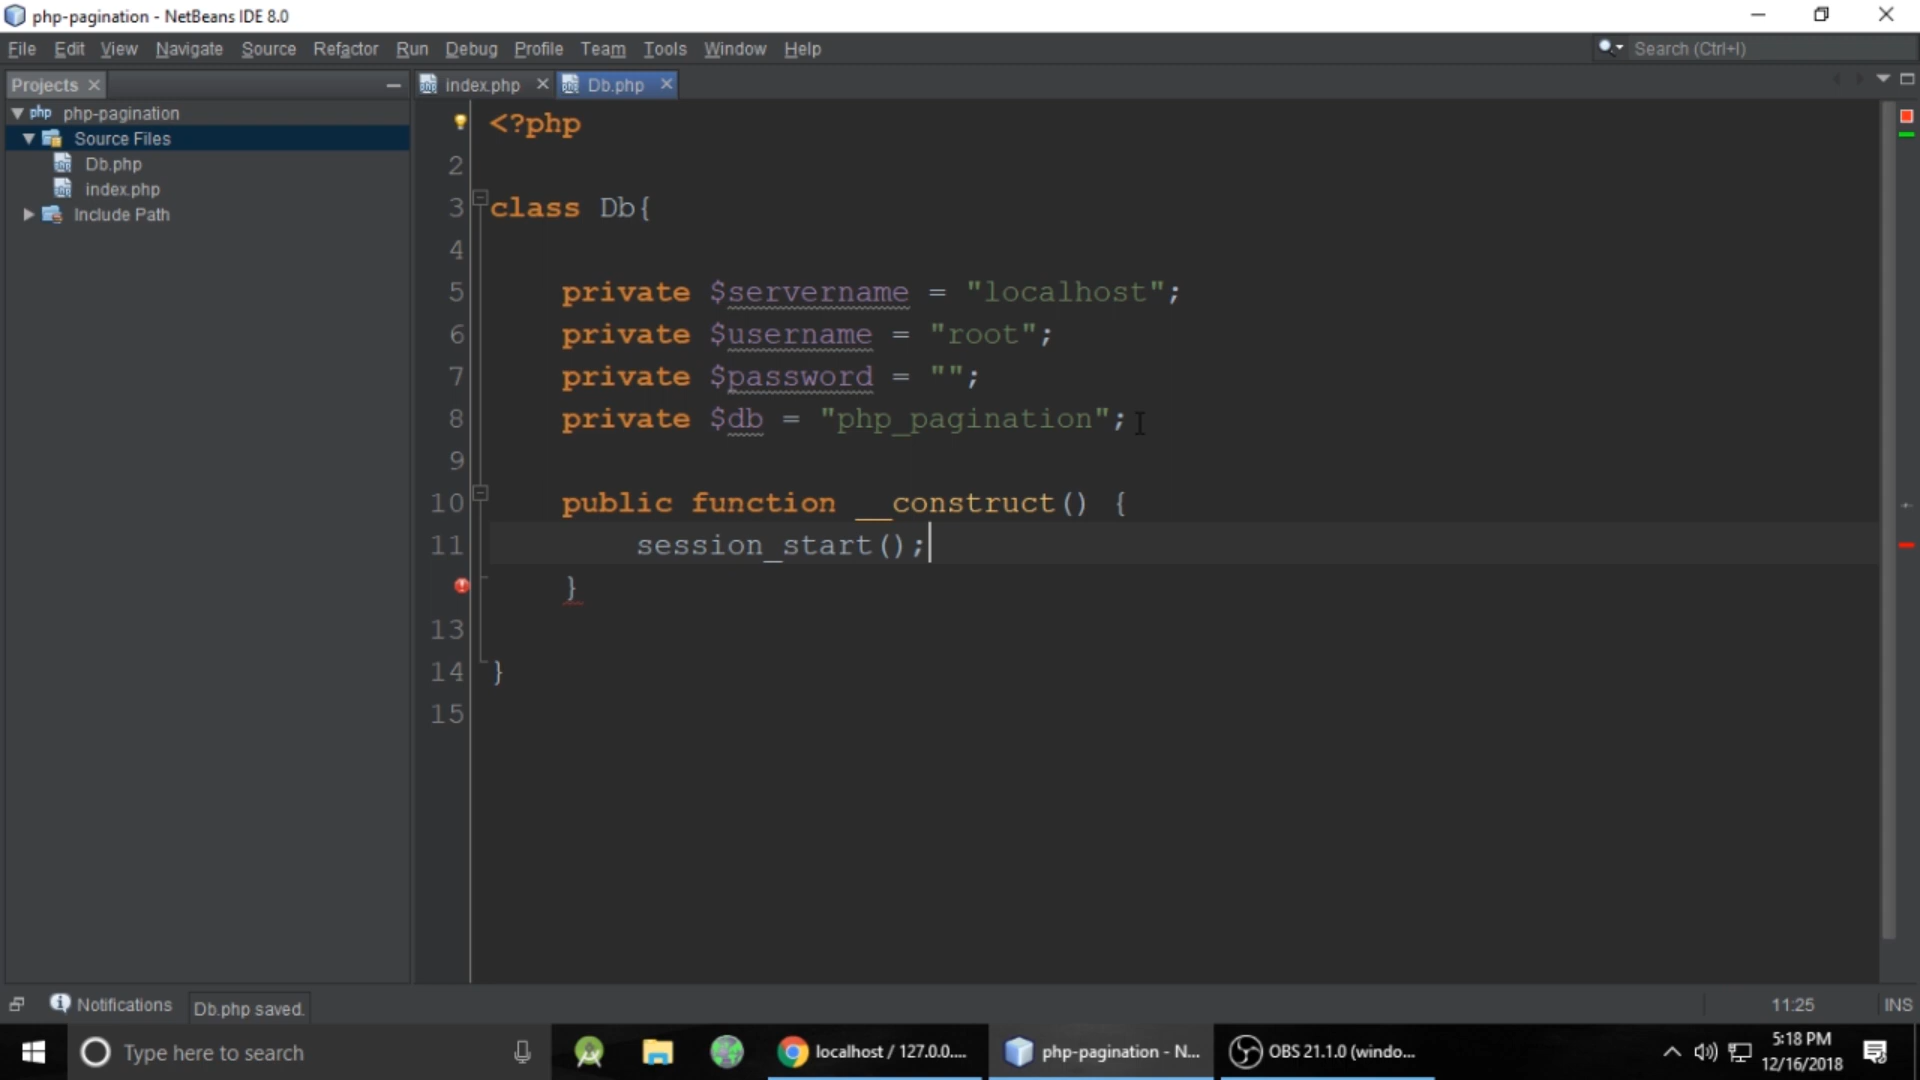 php-pagination - NetBeans IDE 8.0
File Edit View Navigate Source Refactor Run Debug Profile Team Tools Window Help
Search (Ctrl+I)
Projects
index.php
Db.php
php-pagination
Source Files
Db.php
index.php
Include Path
<?php
2
3 class Db{
4
5 private $servername = "localhost";
6 private $username = "root";
7 private $password = "";
8 private $db = "php_pagination";
9
10 public function __construct() {
11 session_start();
}
13
14 }
15
Notifications
Db.php saved.
11:25
INS
Type here to search
localhost / 127.0.0....
php-pagination - N...
OBS 21.1.0 (windo...
5:18 PM
12/16/2018